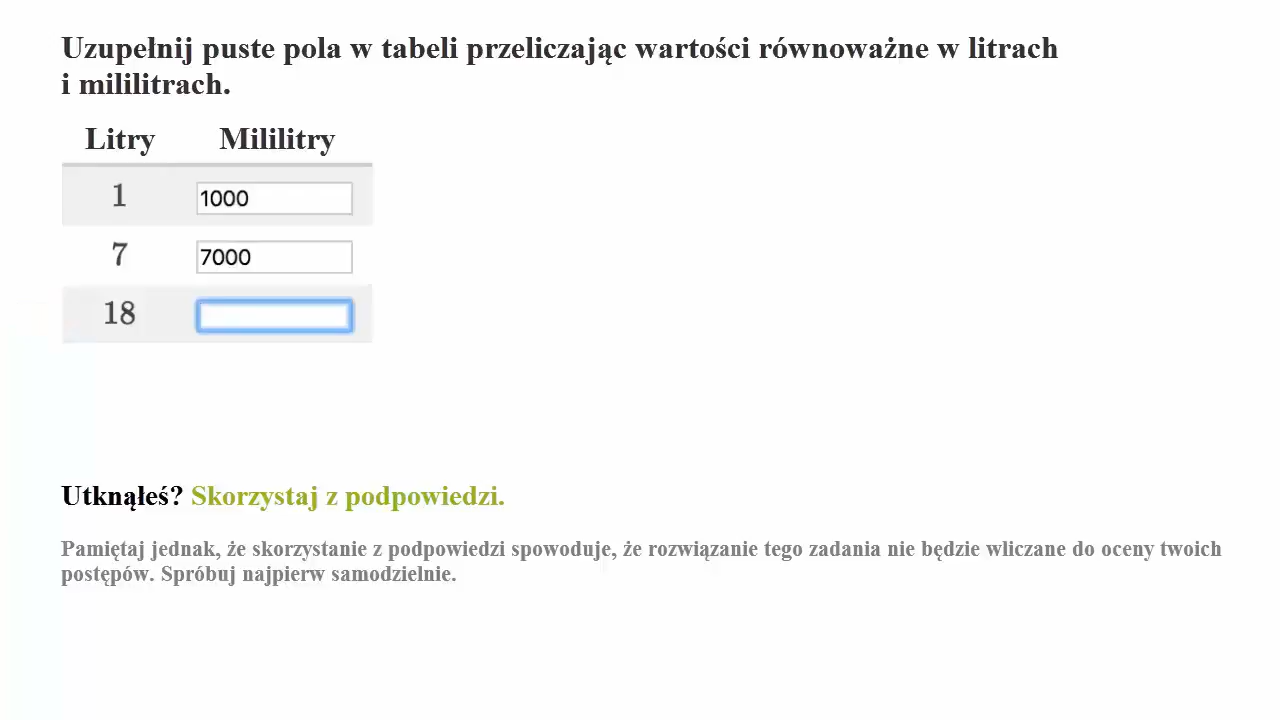 Uzupełnij puste pola w tabeli przeliczając wartości równoważne w litrach
i mililitrach.
Litry Mililitry
1 1000
7 7000
18
Utknąłeś? Skorzystaj z podpowiedzi.
Pamiętaj jednak, że skorzystanie z podpowiedzi spowoduje, że rozwiązanie tego zadania nie będzie wliczane do oceny twoich
postępów. Spróbuj najpierw samodzielnie.